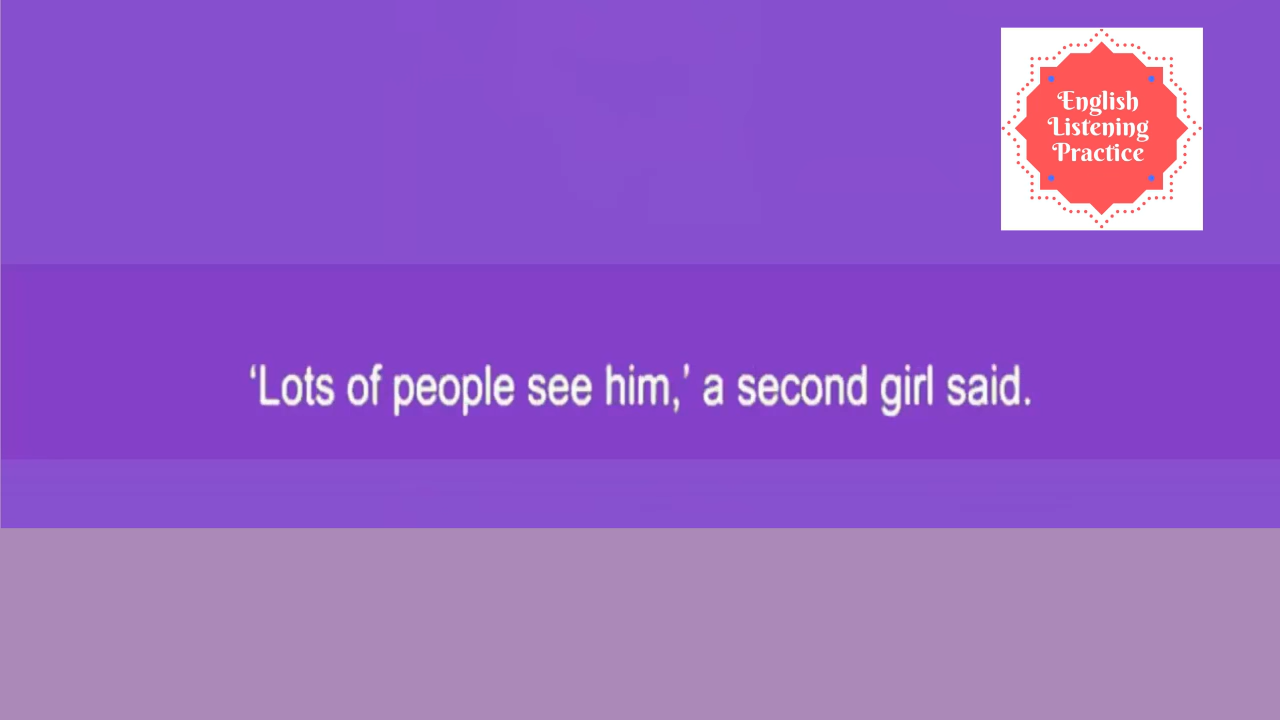 English
Listening
Practice
‘Lots of people see him,’ a second girl said.